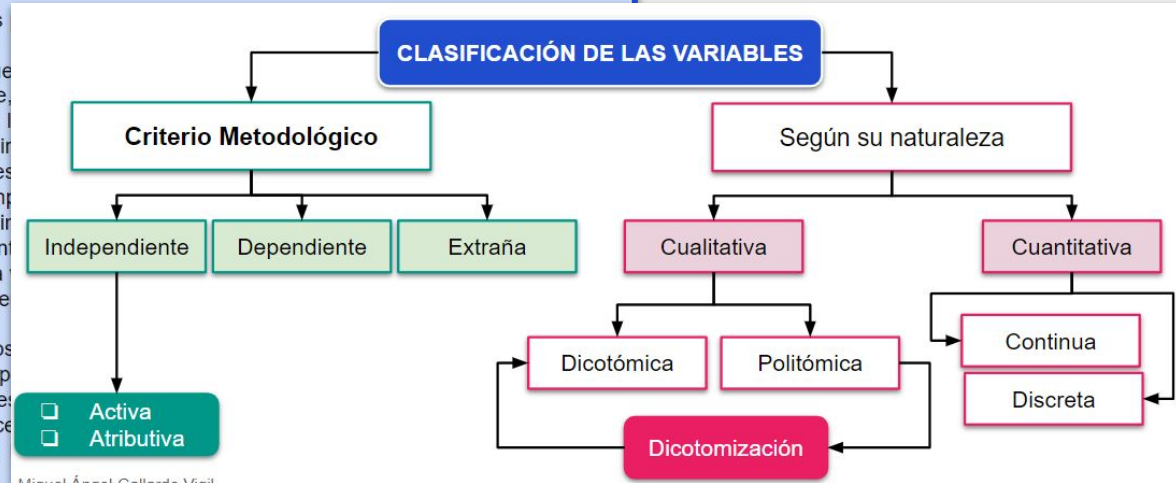 CLASIFICACIÓN DE LAS VARIABLES
Criterio Metodológico
Según su naturaleza
Independiente
Dependiente
Extraña
Cualitativa
Cuantitativa
Dicotómica
Politómica
Continua
Discreta
❑ Activa
❑ Atributiva
Dicotomización